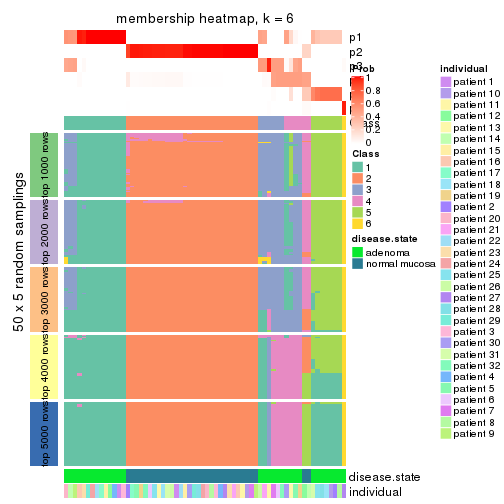 membership heatmap, k = 6
p1
p2
Prob
1
0.8
0.6
0.4
0.2
0
Class
1
2
3
4
5
6
disease.state
adenoma
normal mucosa
individual
patient 1
patient 10
patient 11
patient 12
patient 13
patient 14
patient 15
patient 16
patient 17
patient 18
patient 19
patient 2
patient 20
patient 21
patient 22
patient 23
patient 24
patient 25
patient 26
patient 27
patient 28
patient 29
patient 3
patient 30
patient 31
patient 32
patient 4
patient 5
patient 6
patient 7
patient 8
patient 9
50 x 5 random samplings
top 1000 rows
top 2000 rows
top 3000 rows
top 4000 rows
top 5000 rows
disease.state
individual